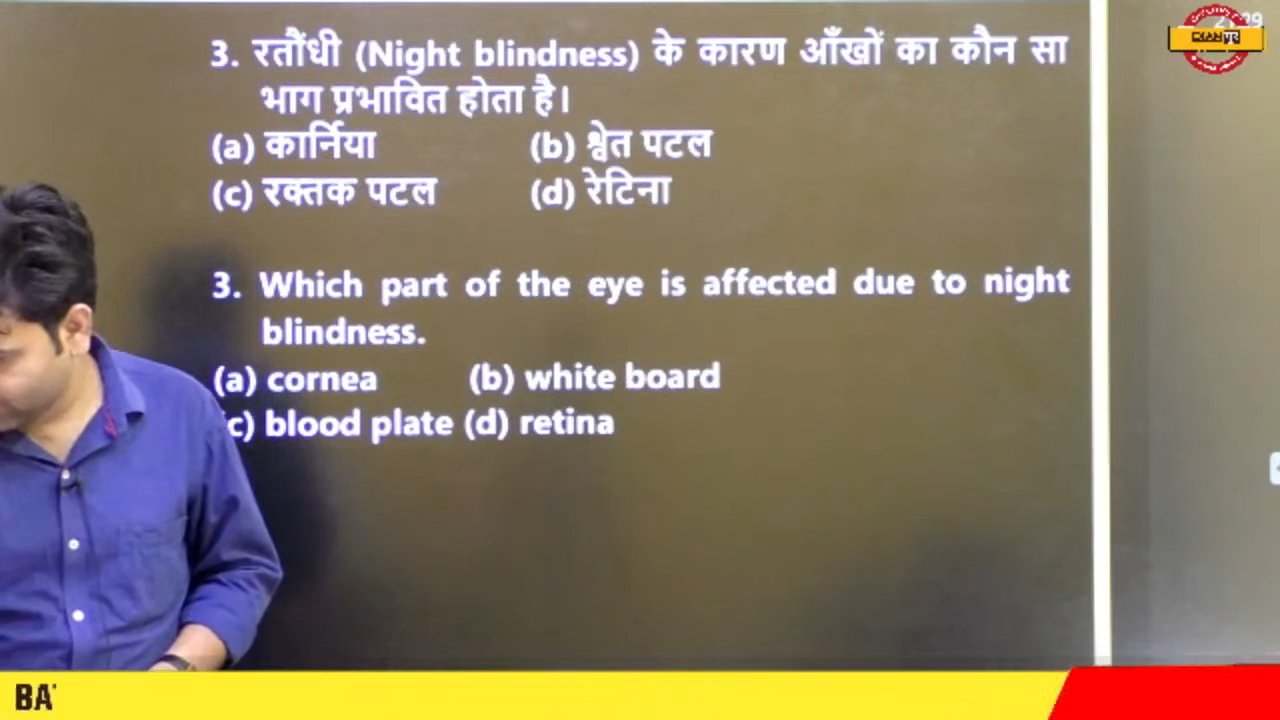 3. रतौंधी (Night blindness) के कारण आँखों का कौन सा
भाग प्रभावित होता है।
(a) कार्निया (b) श्वेत पटल
(c) रक्तक पटल (d) रेटिना
3. Which part of the eye is affected due to night
blindness.
(a) cornea (b) white board
c) blood plate (d) retina
BA